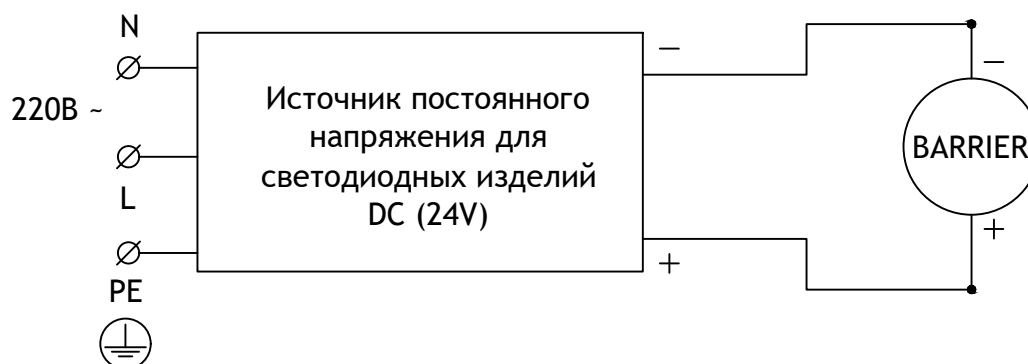 N
220В ~
L
PE
Источник постоянного
напряжения для
светодиодных изделий
DC (24V)
−
+
−
BARRIER
+